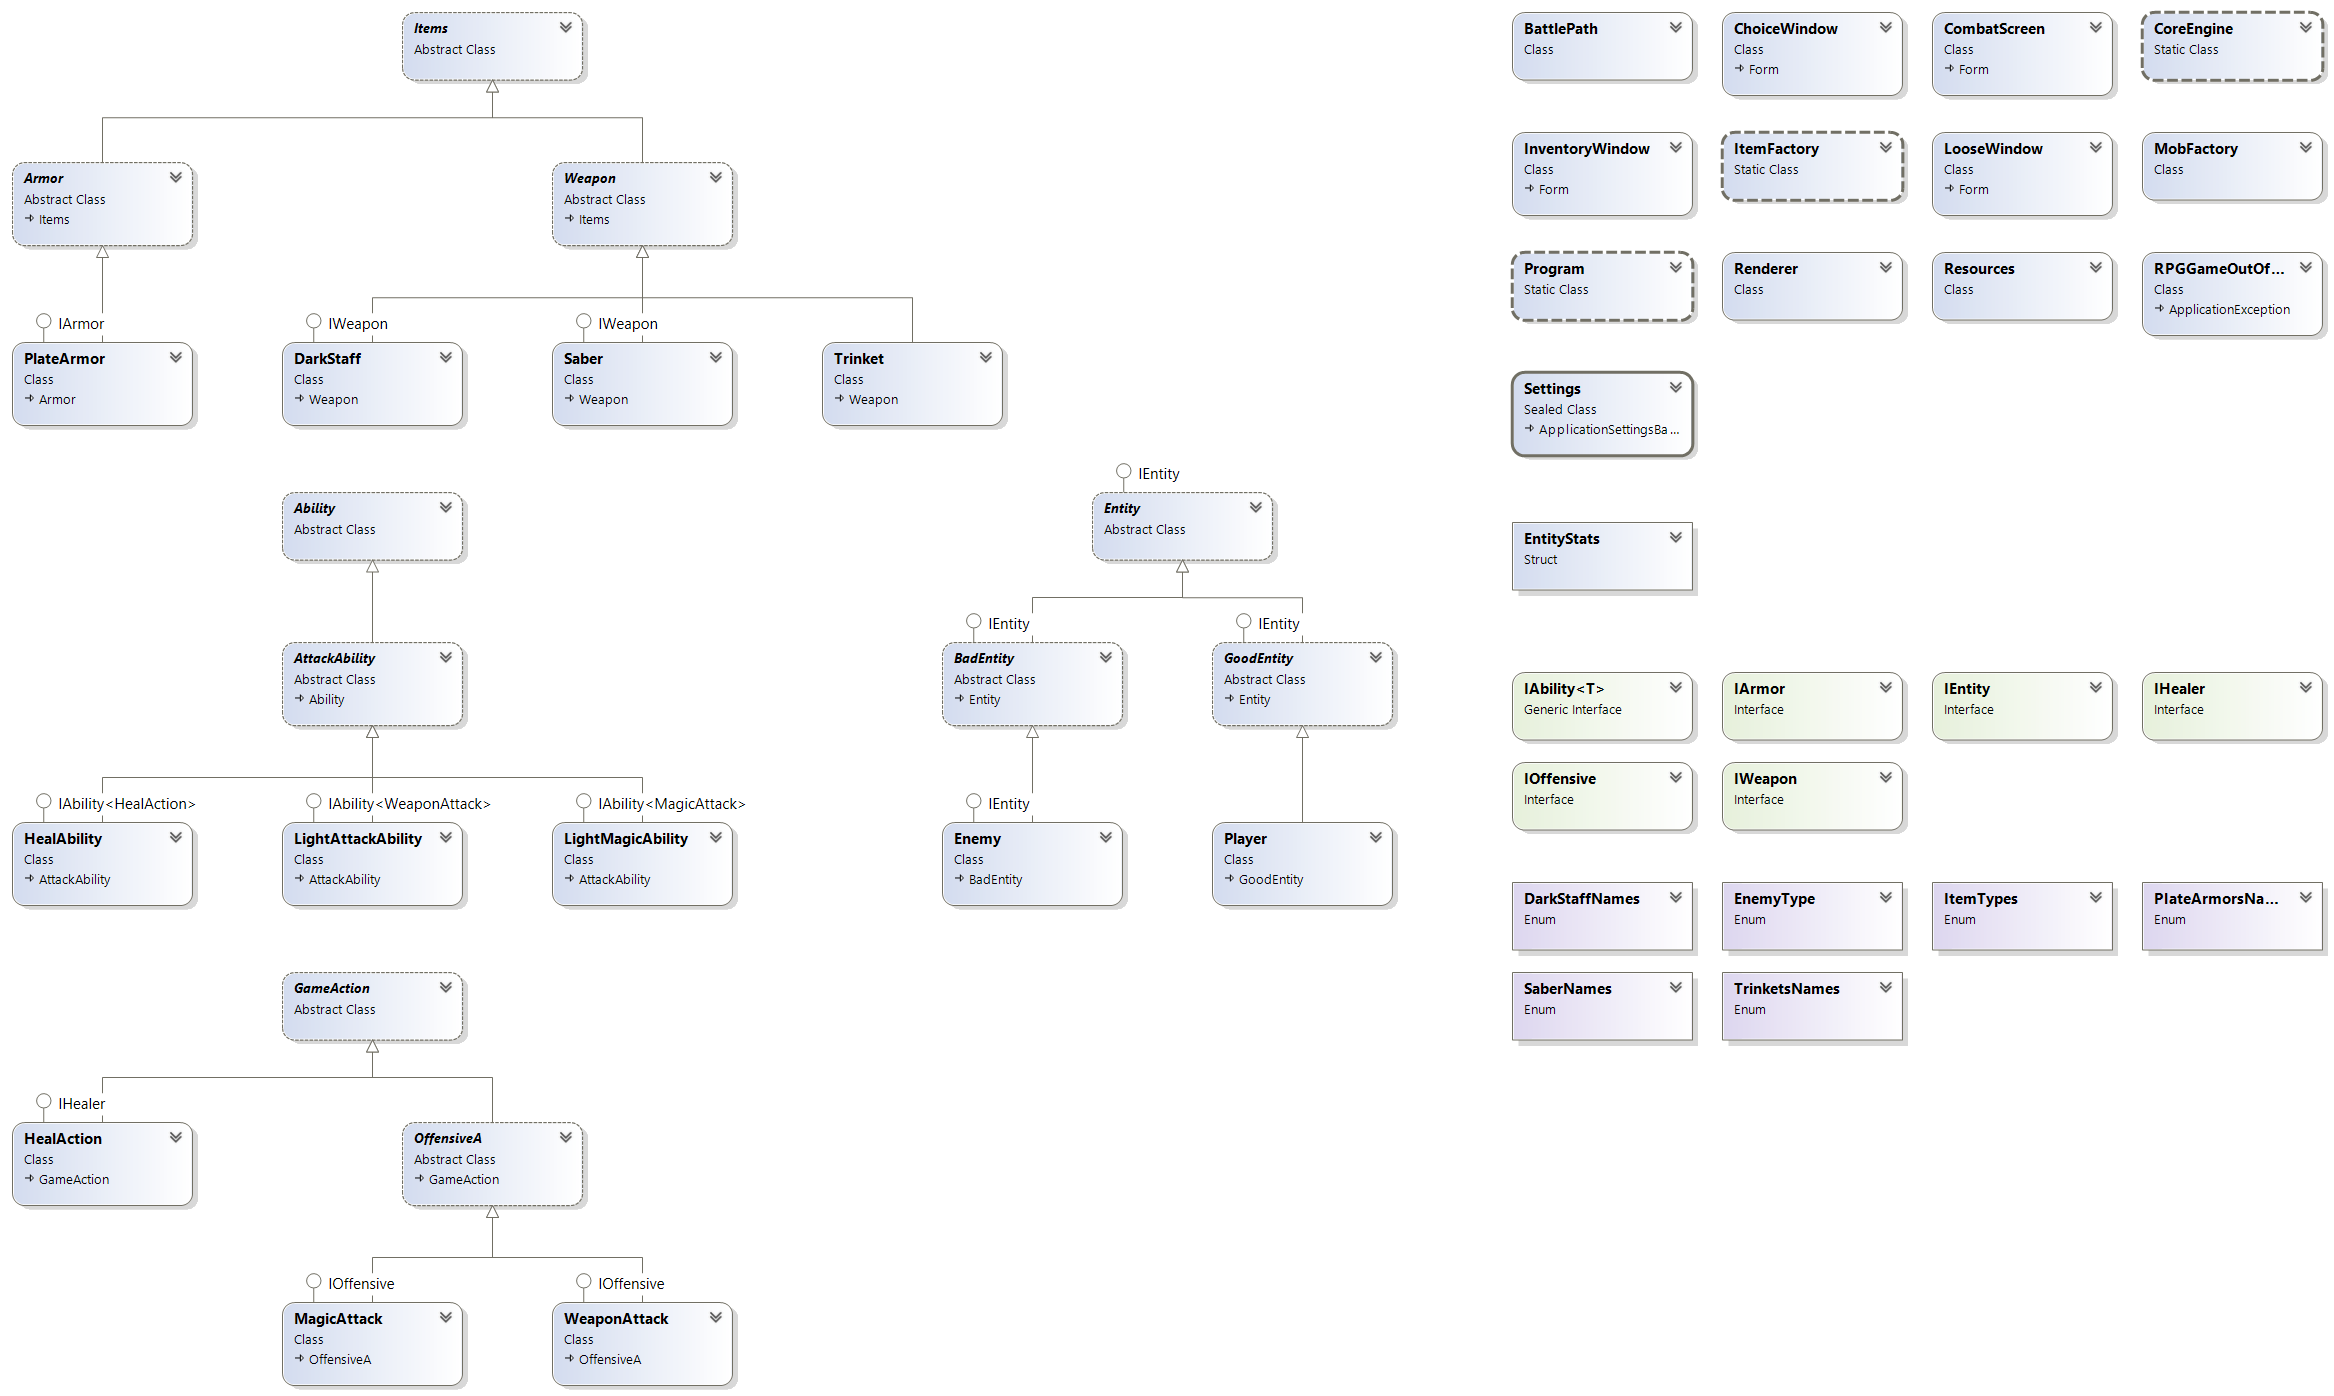 Items
Abstract Class
Armor
Abstract Class
Items
Weapon
Abstract Class
Items
IArmor
PlateArmor
Class
Armor
IWeapon
DarkStaff
Class
Weapon
IWeapon
Saber
Class
Weapon
Trinket
Class
Weapon
Ability
Abstract Class
AttackAbility
Abstract Class
Ability
IAbility<HealAction>
HealAbility
Class
AttackAbility
IAbility<WeaponAttack>
LightAttackAbility
Class
AttackAbility
IAbility<MagicAttack>
LightMagicAbility
Class
AttackAbility
IEntity
Entity
Abstract Class
IEntity
BadEntity
Abstract Class
Entity
IEntity
GoodEntity
Abstract Class
Entity
IEntity
Enemy
Class
BadEntity
Player
Class
GoodEntity
GameAction
Abstract Class
IHealer
HealAction
Class
GameAction
OffensiveA
Abstract Class
GameAction
IOffensive
MagicAttack
Class
OffensiveA
IOffensive
WeaponAttack
Class
OffensiveA
BattlePath
Class
ChoiceWindow
Class
Form
CombatScreen
Class
Form
CoreEngine
Static Class
InventoryWindow
Class
Form
ItemFactory
Static Class
LooseWindow
Class
Form
MobFactory
Class
Program
Static Class
Renderer
Class
Resources
Class
RPGGameOutOf...
Class
ApplicationException
Settings
Sealed Class
ApplicationSettingsBa...
EntityStats
Struct
IAbility<T>
Generic Interface
IArmor
Interface
IEntity
Interface
IHealer
Interface
IOffensive
Interface
IWeapon
Interface
DarkStaffNames
Enum
EnemyType
Enum
ItemTypes
Enum
PlateArmorsNa...
Enum
SaberNames
Enum
TrinketsNames
Enum